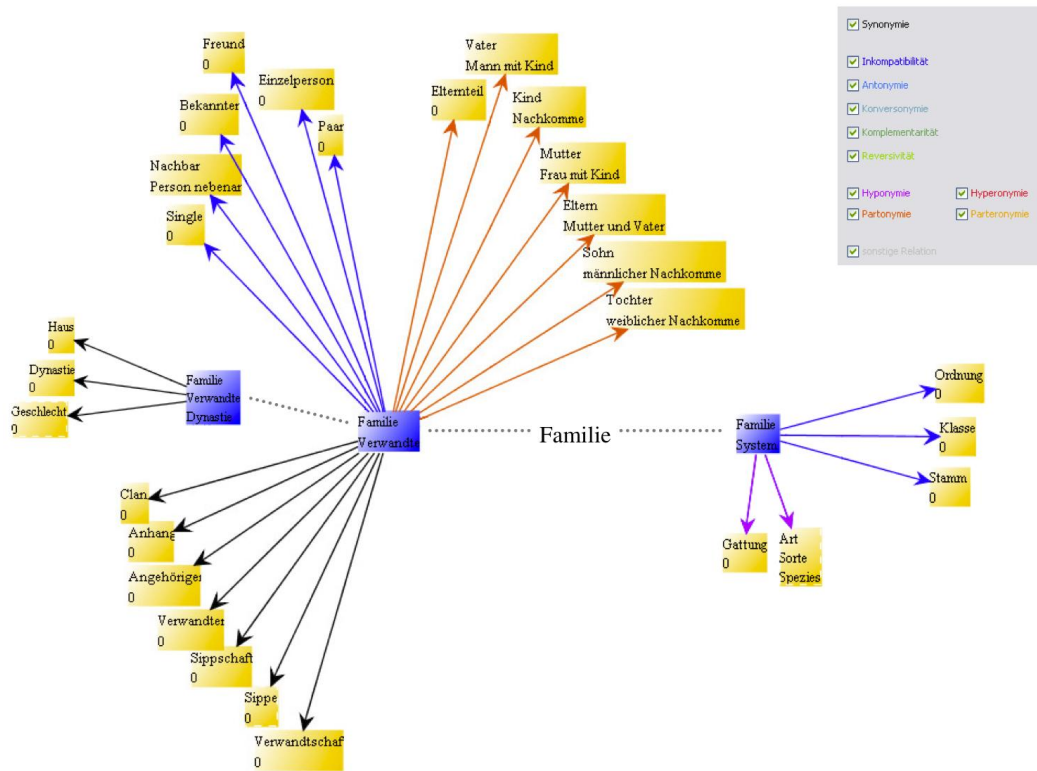 Freund
0
Einzelperson
0
Bekannter
0
Paar
0
Nachbar
Person nebenan
Single
0
Vater
Mann mit Kind
Elternteil
0
Kind
Nachkomme
Mutter
Frau mit Kind
Eltern
Mutter und Vater
Sohn
männlicher Nachkomme
Tochter
weiblicher Nachkomme
Synonymie
Inkompatibilität
Antonymie
Konversonymie
Komplementarität
Reversivität
Hyponymie Hyperonymie
Partonymie Parteronymie
sonstige Relation
Haus
0
Dynastie
0
Geschlecht
0
Familie
Verwandte
Dynastie
Familie
Verwandte
Familie
Familie
System
Ordnung
0
Klasse
0
Stamm
0
Gattung
0
Art
Sorte
Spezies
Clan
0
Anhang
0
Angehöriger
0
Verwandter
0
Sippschaft
0
Sippe
0
Verwandtschaf
0